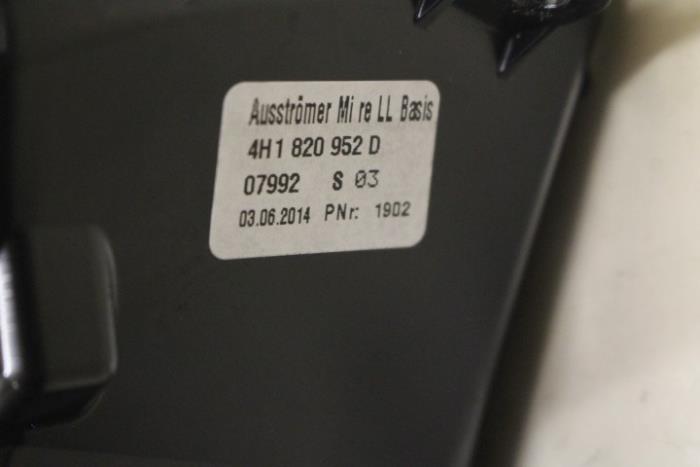 Ausströmer Mi re LL Basis
4H1 820 952 D
07992 S 03
03.06.2014 PNr: 1902